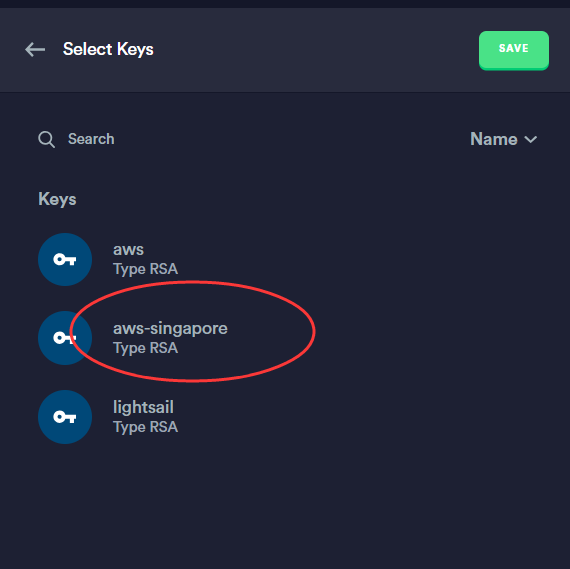 Select Keys
SAVE
Search
Name
Keys
aws
Type RSA
aws-singapore
Type RSA
lightsail
Type RSA